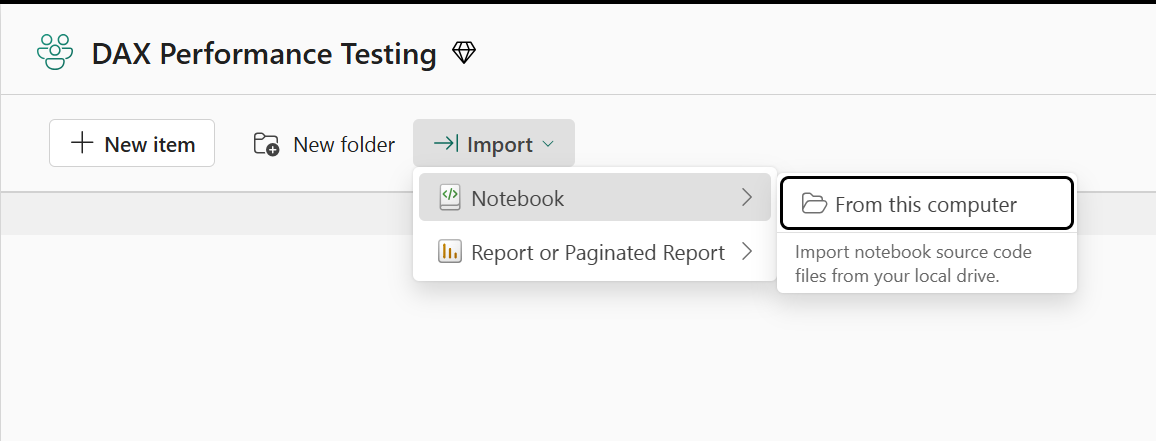 DAX Performance Testing
New item
New folder
Import
Notebook
From this computer
Report or Paginated Report
Import notebook source code
files from your local drive.